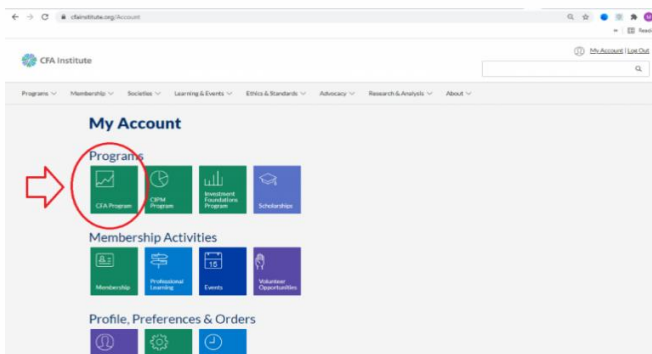 cfainstitute.org/Account
CFA Institute
My Account | Log Out
Programs Membership Societies Learning & Events Ethics & Standards Advocacy Research & Analysis About
My Account
Programs
CFA Program
CIPM Program
Investment Foundations Program
Scholarships
Membership Activities
15
Membership
Professional Learning
Events
Volunteer Opportunities
Profile, Preferences & Orders